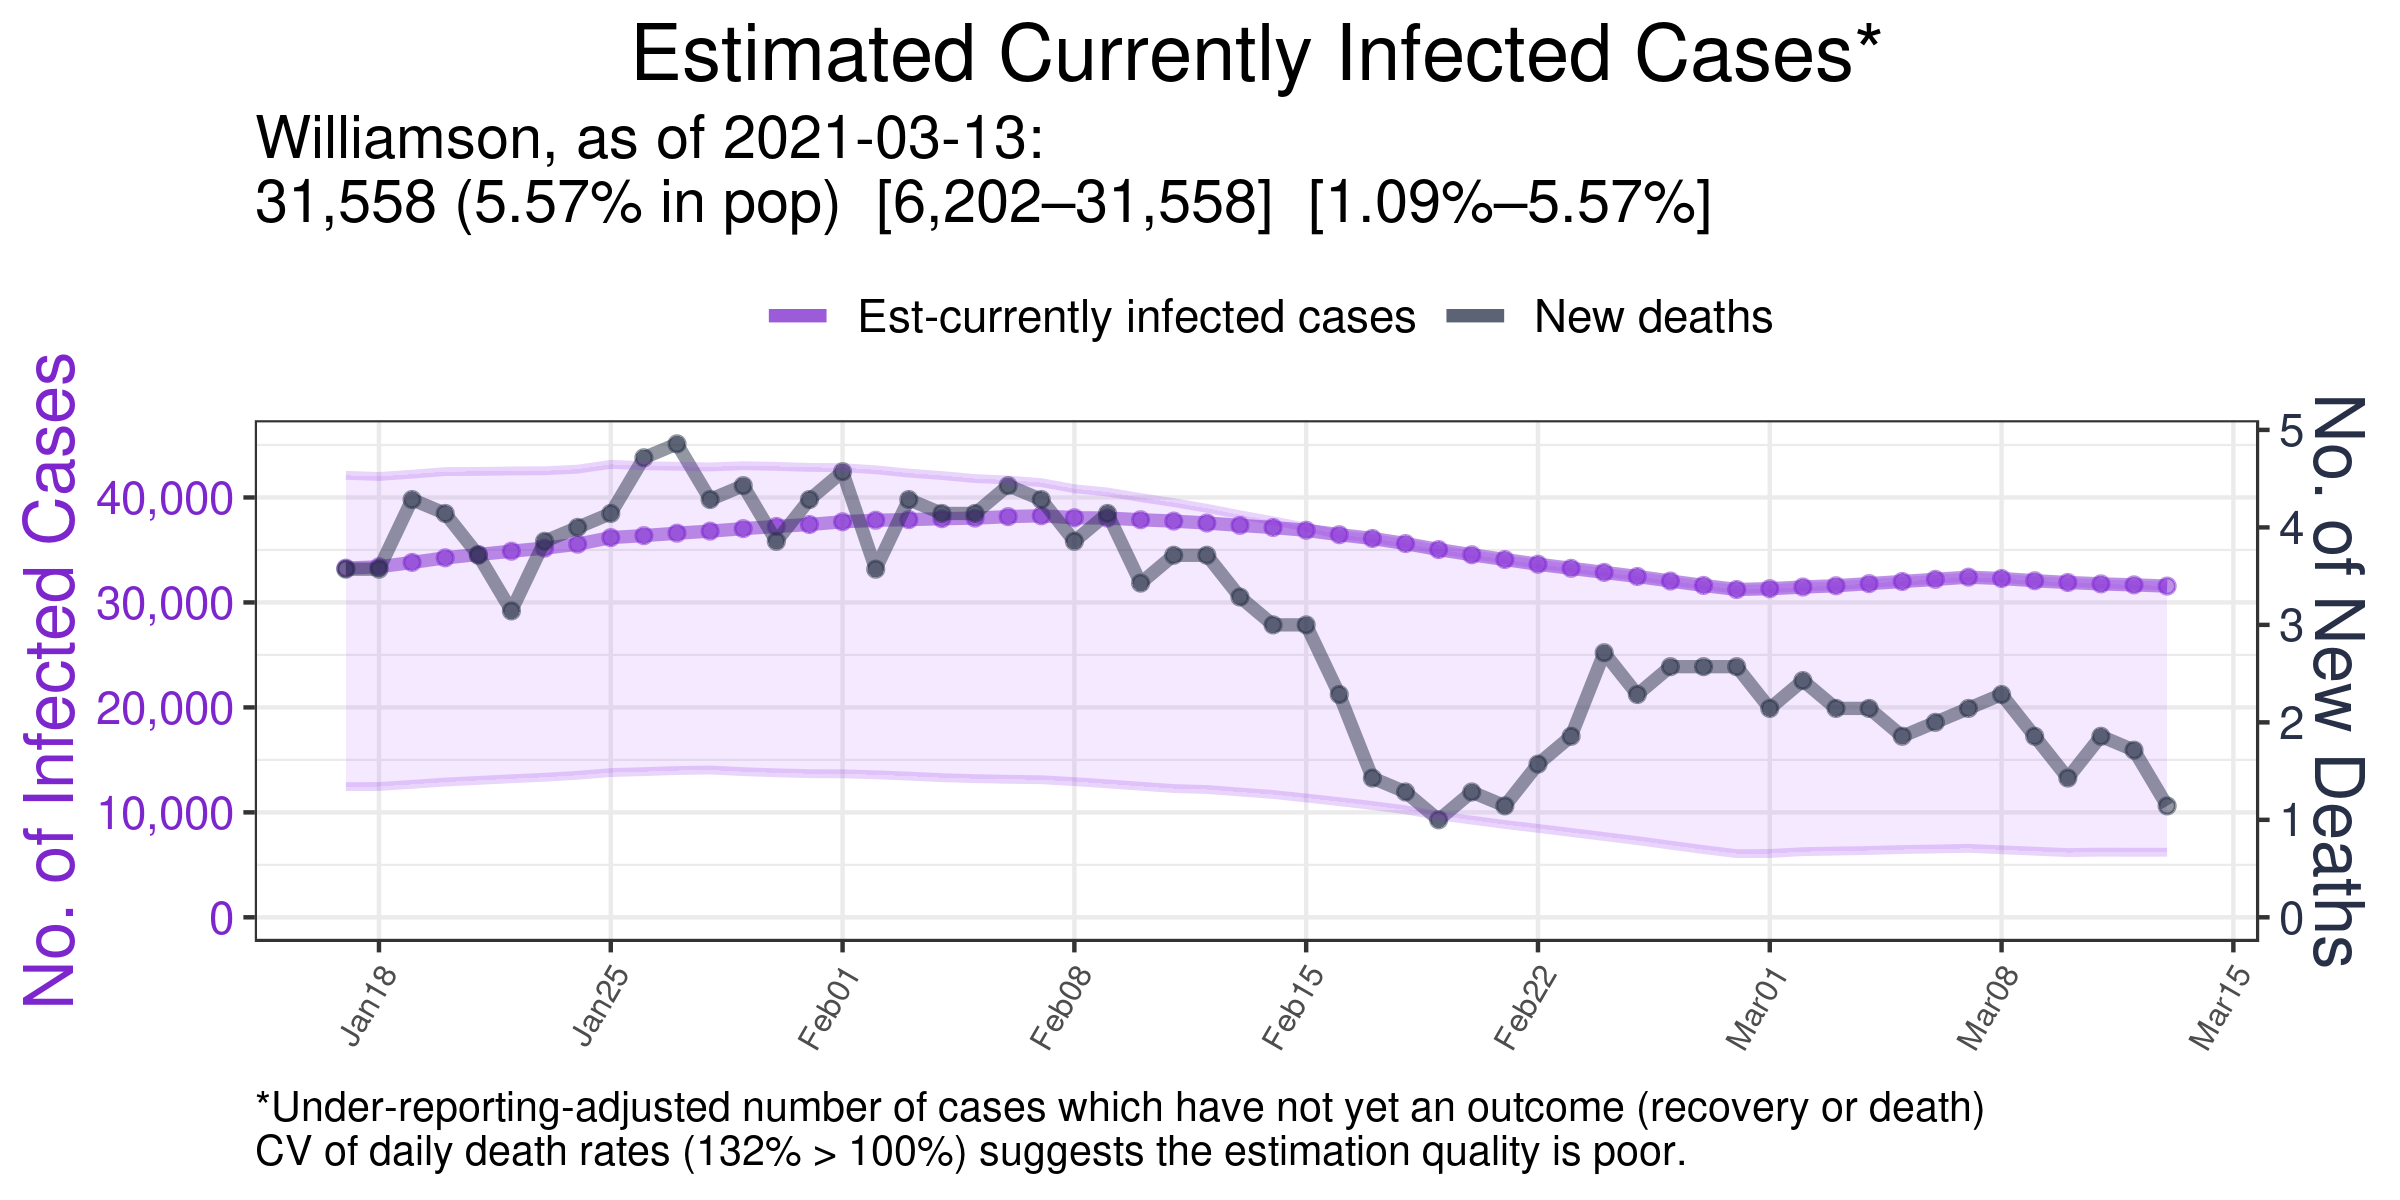 Estimated Currently Infected Cases*
Williamson, as of 2021-03-13:
31,558 (5.57% in pop)  [6,202–31,558]  [1.09%–5.57%]
Est-currently infected cases
New deaths
No. of Infected Cases
40,000
30,000
20,000
10,000
0
5
4
3
2
1
0
No. of New Deaths
Jan18
Jan25
Feb01
Feb08
Feb15
Feb22
Mar01
Mar08
Mar15
*Under-reporting-adjusted number of cases which have not yet an outcome (recovery or death)
CV of daily death rates (132% > 100%) suggests the estimation quality is poor.